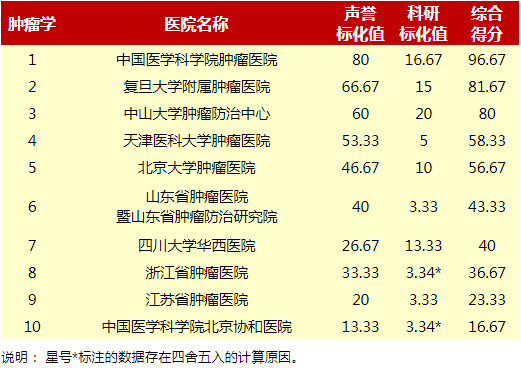 肿瘤学 医院名称 声誉标化值 科研标化值 综合得分
1 中国医学科学院肿瘤医院 80 16.67 96.67
2 复旦大学附属肿瘤医院 66.67 15 81.67
3 中山大学肿瘤防治中心 60 20 80
4 天津医科大学肿瘤医院 53.33 5 58.33
5 北京大学肿瘤医院 46.67 10 56.67
6 山东省肿瘤医院
暨山东省肿瘤防治研究院 40 3.33 43.33
7 四川大学华西医院 26.67 13.33 40
8 浙江省肿瘤医院 33.33 3.34* 36.67
9 江苏省肿瘤医院 20 3.33 23.33
10 中国医学科学院北京协和医院 13.33 3.34* 16.67
说明： 星号*标注的数据存在四舍五入的计算原因。